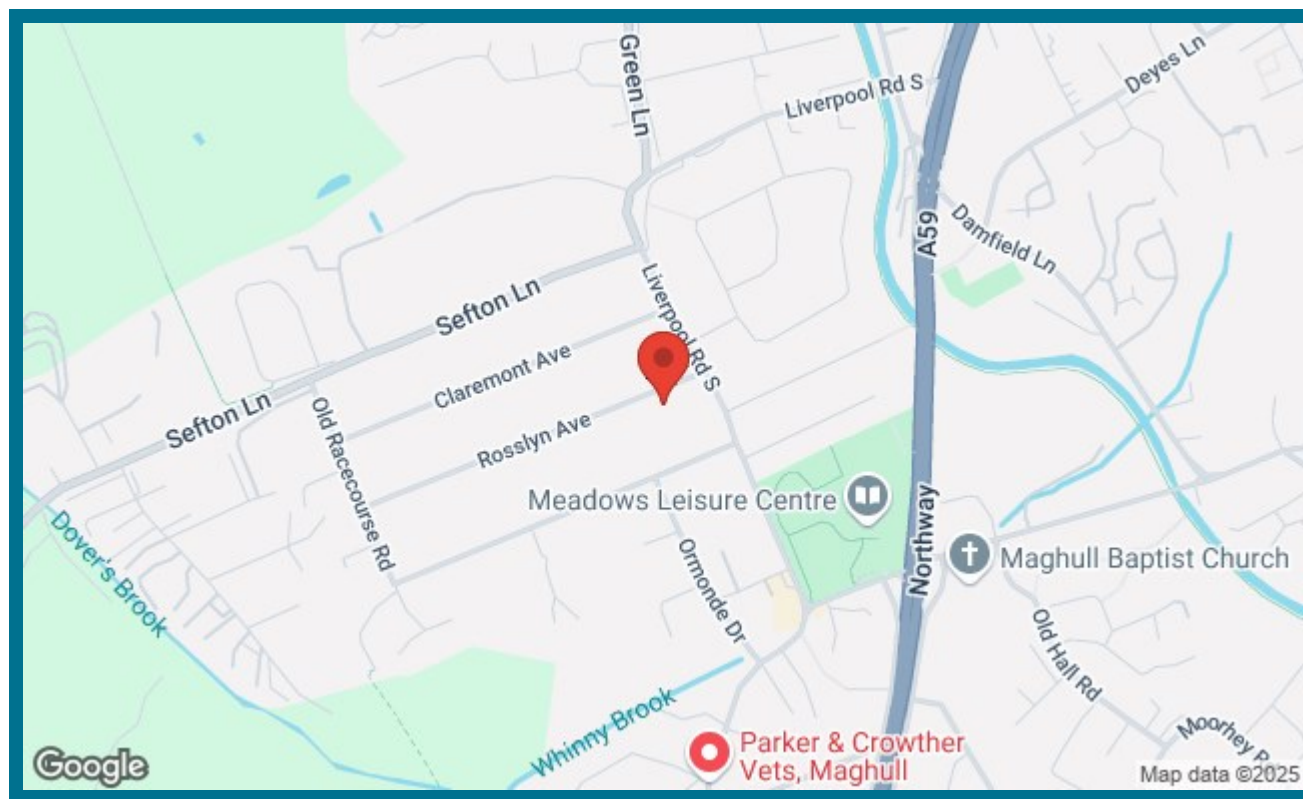 Green Ln
Liverpool Rd S
Deyes Ln
A59
Damfield Ln
Sefton Ln
Liverpool Rd S
Claremont Ave
Sefton Ln
Old Racecourse Rd
Rosslyn Ave
Meadows Leisure Centre
Northway
Dover's Brook
Maghull Baptist Church
Ormonde Dr
Old Hall Rd
Whinny Brook
Moorhey
Parker & Crowther
Vets, Maghull
Google
Map data ©2025